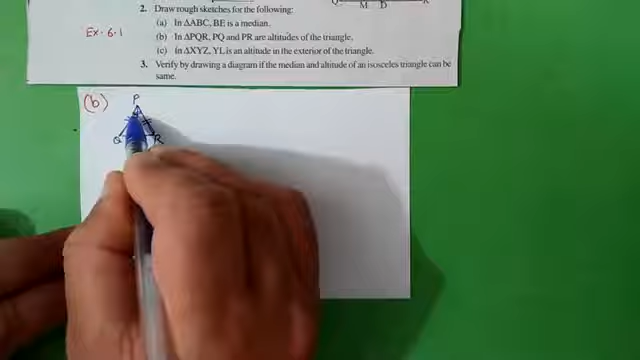 Q M D R
2. Draw rough sketches for the following:
Ex. 6.1
(a) In ΔABC, BE is a median.
(b) In ΔPQR, PQ and PR are altitudes of the triangle.
(c) In ΔXYZ, YL is an altitude in the exterior of the triangle.
3. Verify by drawing a diagram if the median and altitude of an isosceles triangle can be
same.
(b)
P
Q R